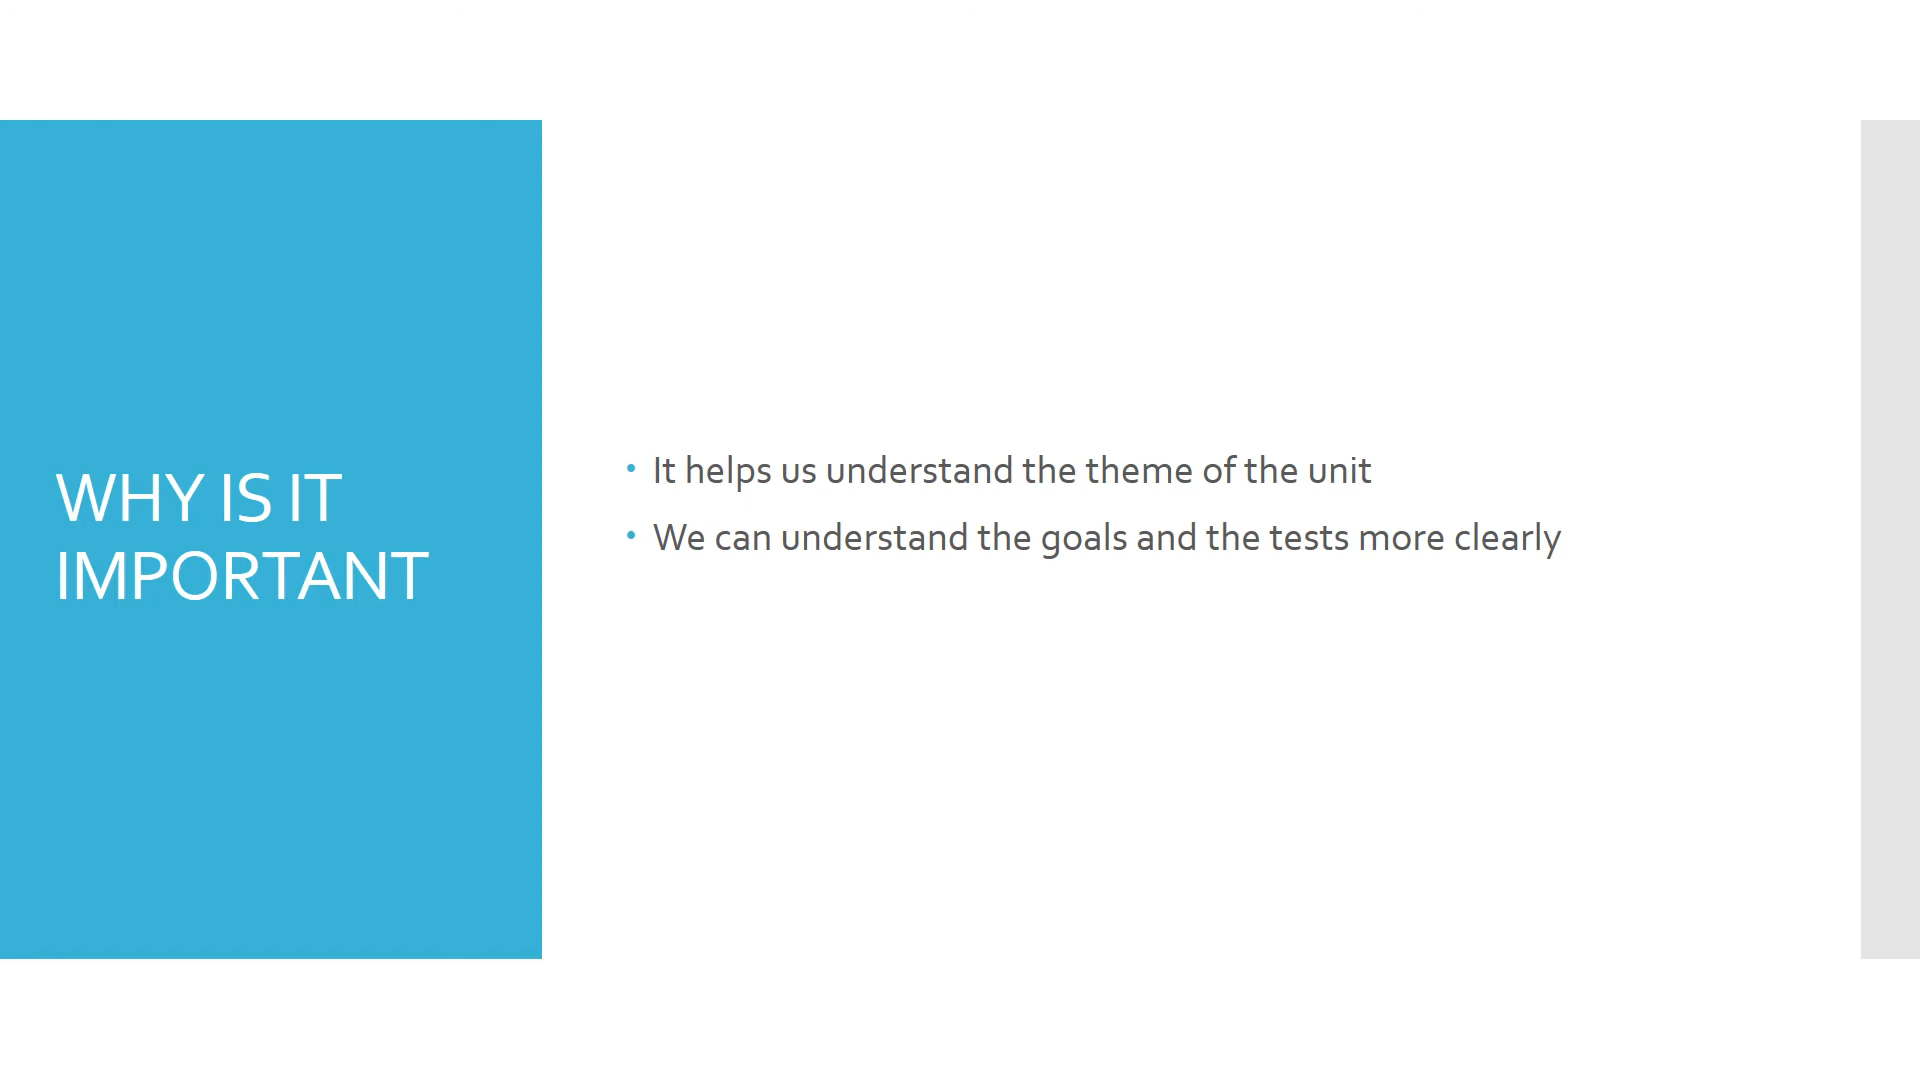 WHY IS IT
IMPORTANT
• It helps us understand the theme of the unit
• We can understand the goals and the tests more clearly